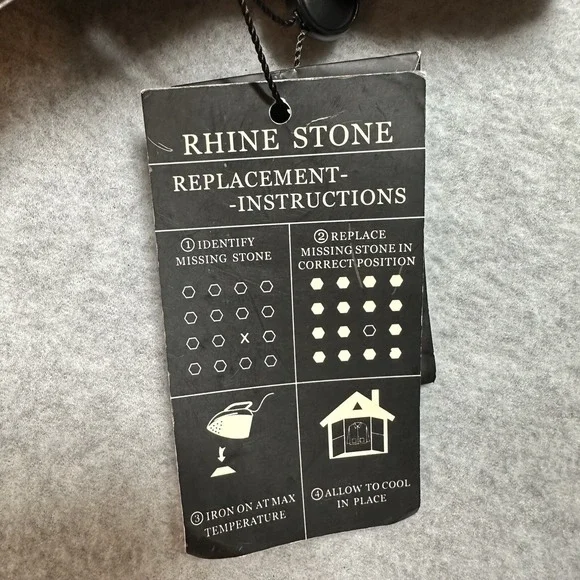 RHINE STONE
REPLACEMENT-
-INSTRUCTIONS
① IDENTIFY
MISSING STONE
X
② REPLACE
MISSING STONE IN
CORRECT POSITION
③ IRON ON AT MAX
TEMPERATURE
④ ALLOW TO COOL
IN PLACE